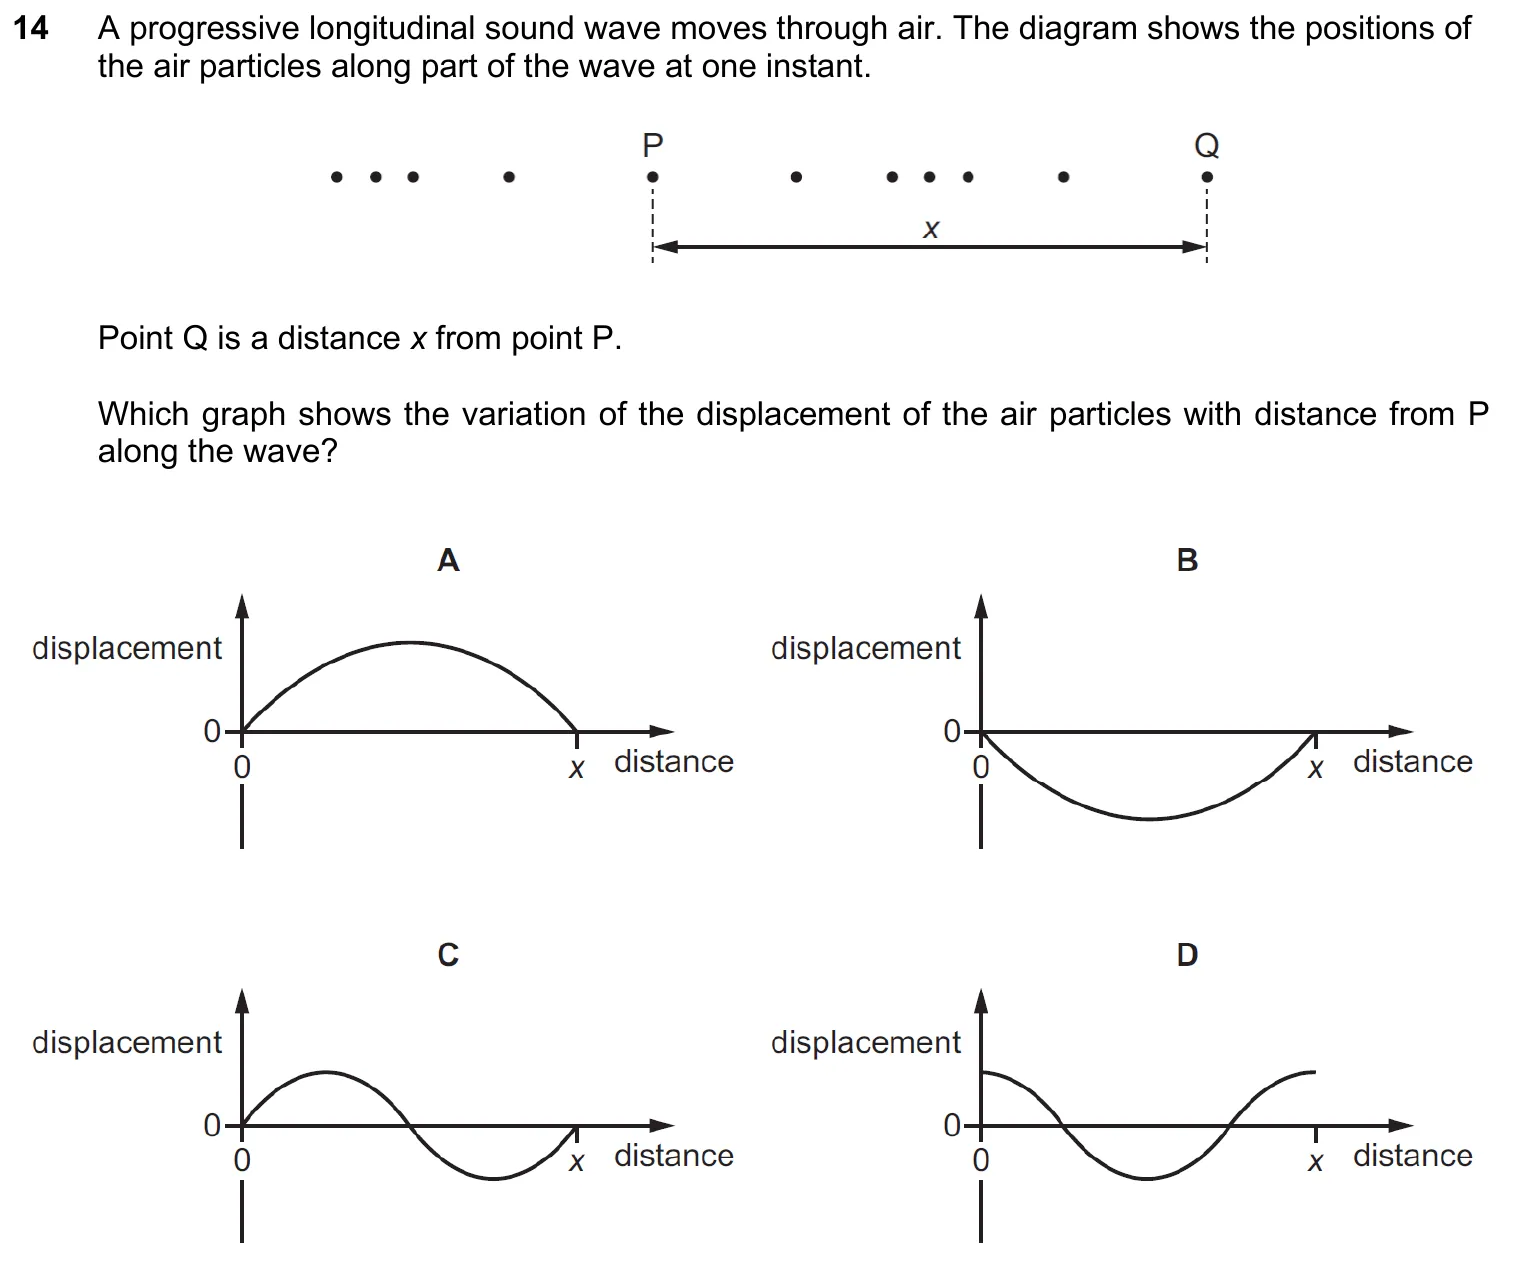 14 A progressive longitudinal sound wave moves through air. The diagram shows the positions of
the air particles along part of the wave at one instant.
P Q
x
Point Q is a distance x from point P.
Which graph shows the variation of the displacement of the air particles with distance from P
along the wave?
A B
displacement displacement
0 0
0 x distance 0 x distance
C D
displacement displacement
0 0
0 x distance 0 x distance